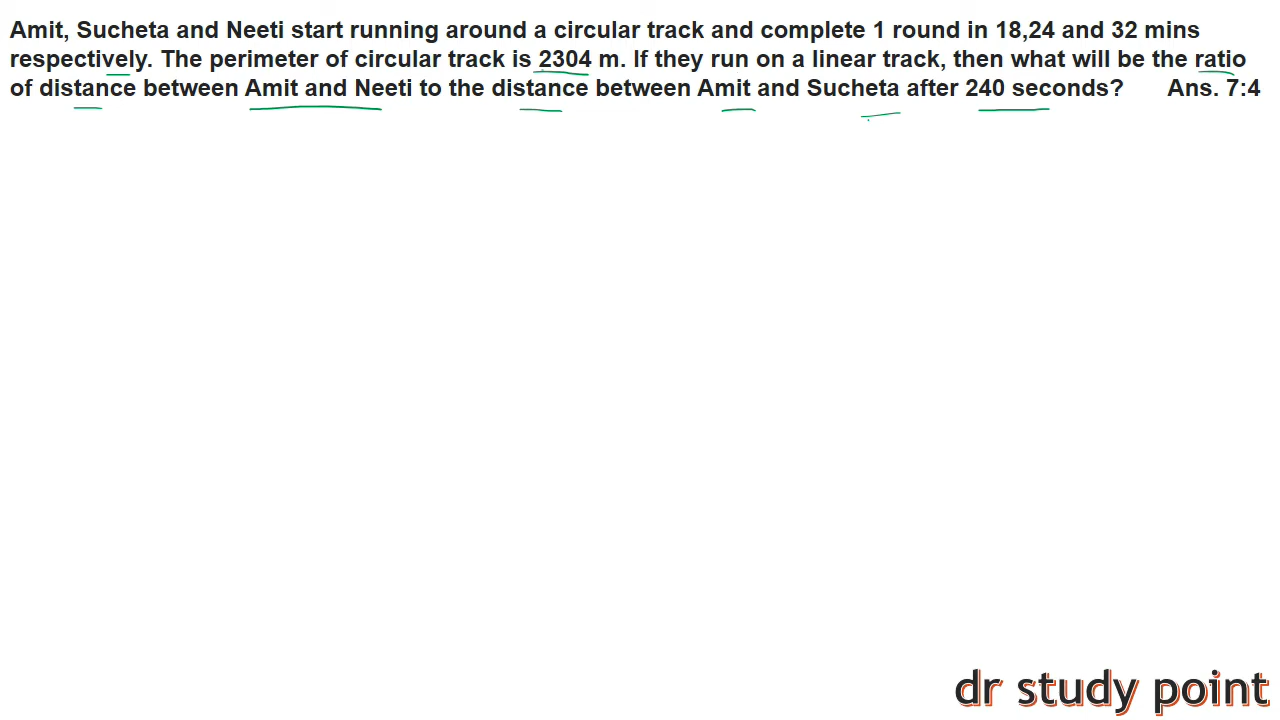 Amit, Sucheta and Neeti start running around a circular track and complete 1 round in 18,24 and 32 mins
respectively. The perimeter of circular track is 2304 m. If they run on a linear track, then what will be the ratio
of distance between Amit and Neeti to the distance between Amit and Sucheta after 240 seconds? Ans. 7:4
dr study point